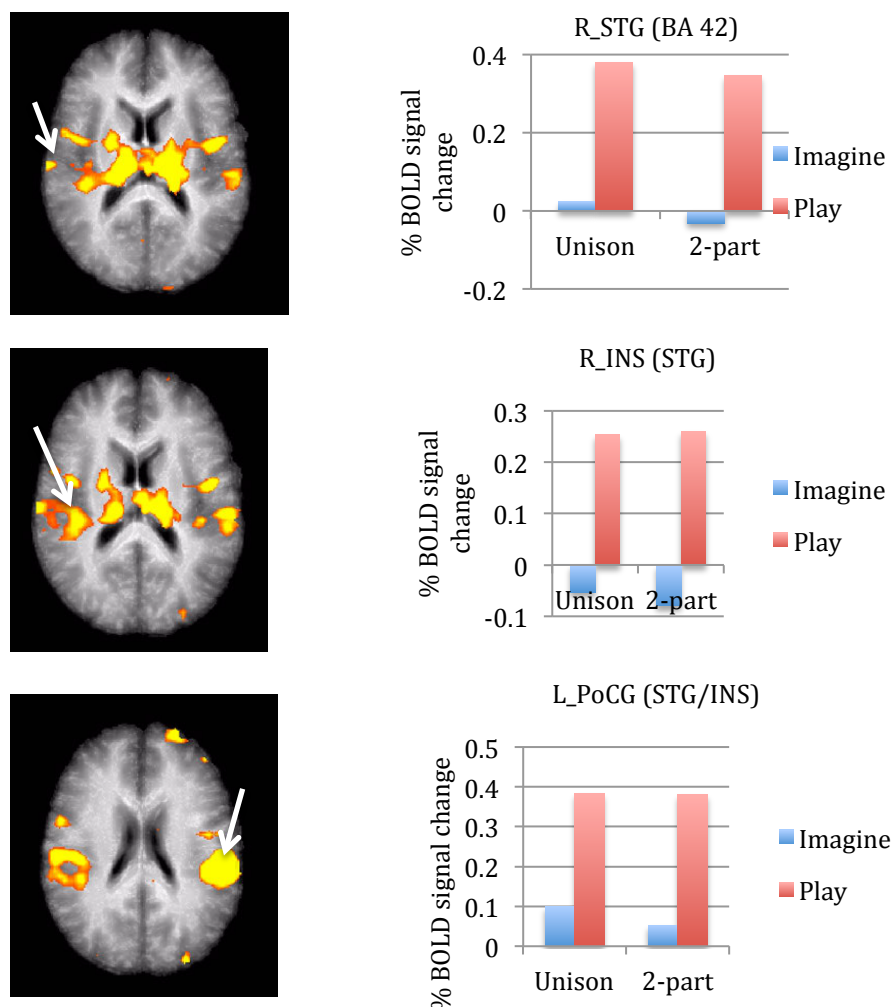 R_STG (BA 42)
% BOLD signal
change
0.4
0.2
0
-0.2
Unison
2-part
Imagine
Play
R_INS (STG)
% BOLD signal
change
0.3
0.2
0.1
0
-0.1
Unison
2-part
Imagine
Play
L_PoCG (STG/INS)
% BOLD signal change
0.5
0.4
0.3
0.2
0.1
0
Unison
2-part
Imagine
Play